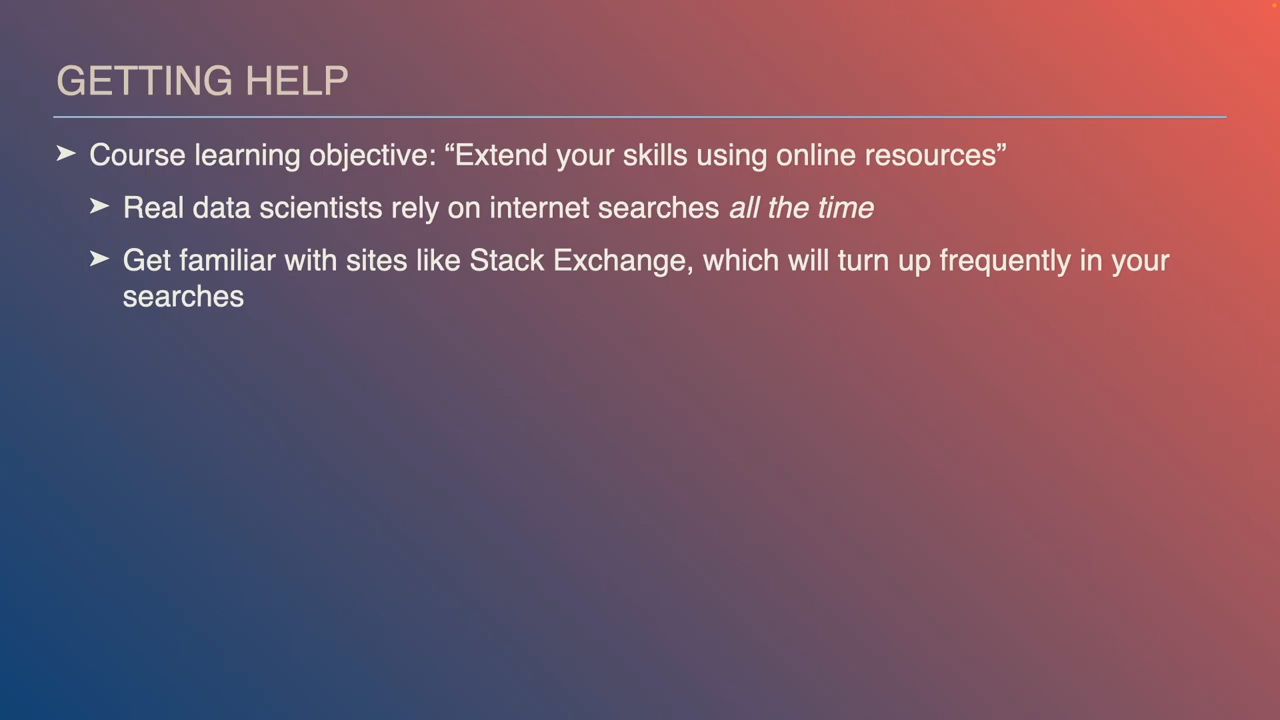 GETTING HELP
➤ Course learning objective: “Extend your skills using online resources”
➤ Real data scientists rely on internet searches all the time
➤ Get familiar with sites like Stack Exchange, which will turn up frequently in your
searches